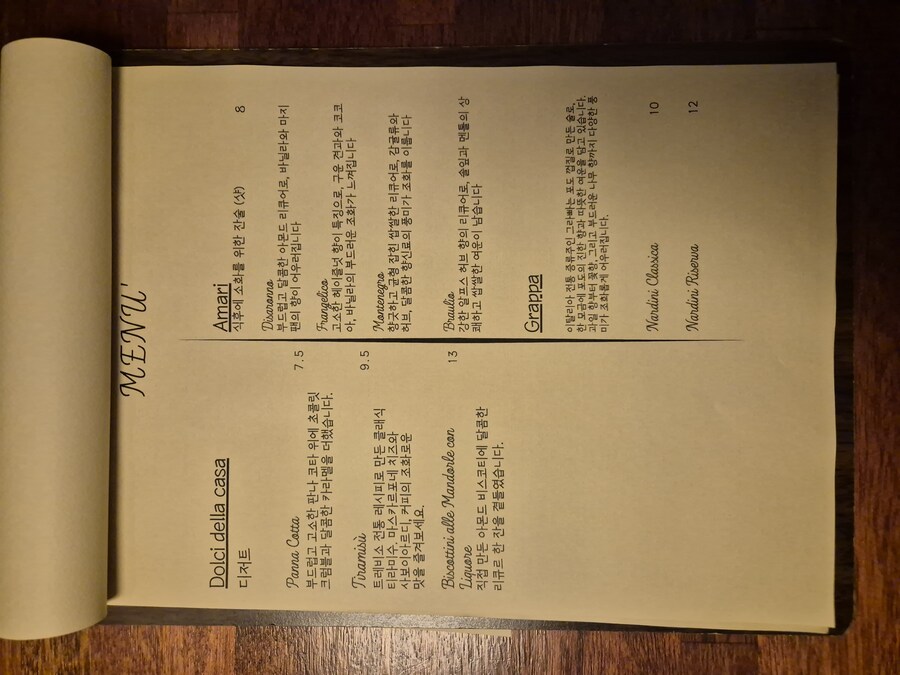 MENU'
Dolci della casa
디저트
Panna Cotta 7.5
부드럽고 고소한 판나 코타 위에 초콜릿
크럼블과 달콤한 카라멜을 더했습니다.
Tiramisù 9.5
트레비소 전통 레시피로 만든 클래식
티라미수. 마스카르포네 치즈와
사보이아르디, 커피의 조화로운
맛을 즐겨보세요.
Biscottini alle Mandorle con 13
Liquore
직접 만든 아몬드 비스코티에 달콤한
리큐르 한 잔을 곁들였습니다.
Amari
식후에 소화를 위한 잔술 (샷) 8
Disaronno
부드럽고 달콤한 아몬드 리큐어로, 바닐라와 마지
팬의 향이 어우러집니다
Frangelico
고소한 헤이즐넛 향이 특징으로, 구운 견과와 코코
아, 바닐라의 부드러운 조화가 느껴집니다
Montenegro
향긋하고 균형 잡힌 쌉쌀한 리큐어로, 감귤류와
허브, 달콤한 향신료의 풍미가 조화를 이룹니다
Braulio
강한 알프스 허브 향의 리큐어로, 솔잎과 멘톨의 상
쾌하고 쌉쌀한 여운이 남습니다
Grappa
이탈리아 전통 증류주인 그라빠는 포도 껍질로 만든 술로,
한 모금에 포도의 진한 향과 따뜻한 여운을 담고 있습니다.
과일 향부터 꽃향, 그리고 부드러운 나무 향까지 다양한 풍
미가 조화롭게 어우러집니다.
Nardini Classica 10
Nardini Riserva 12